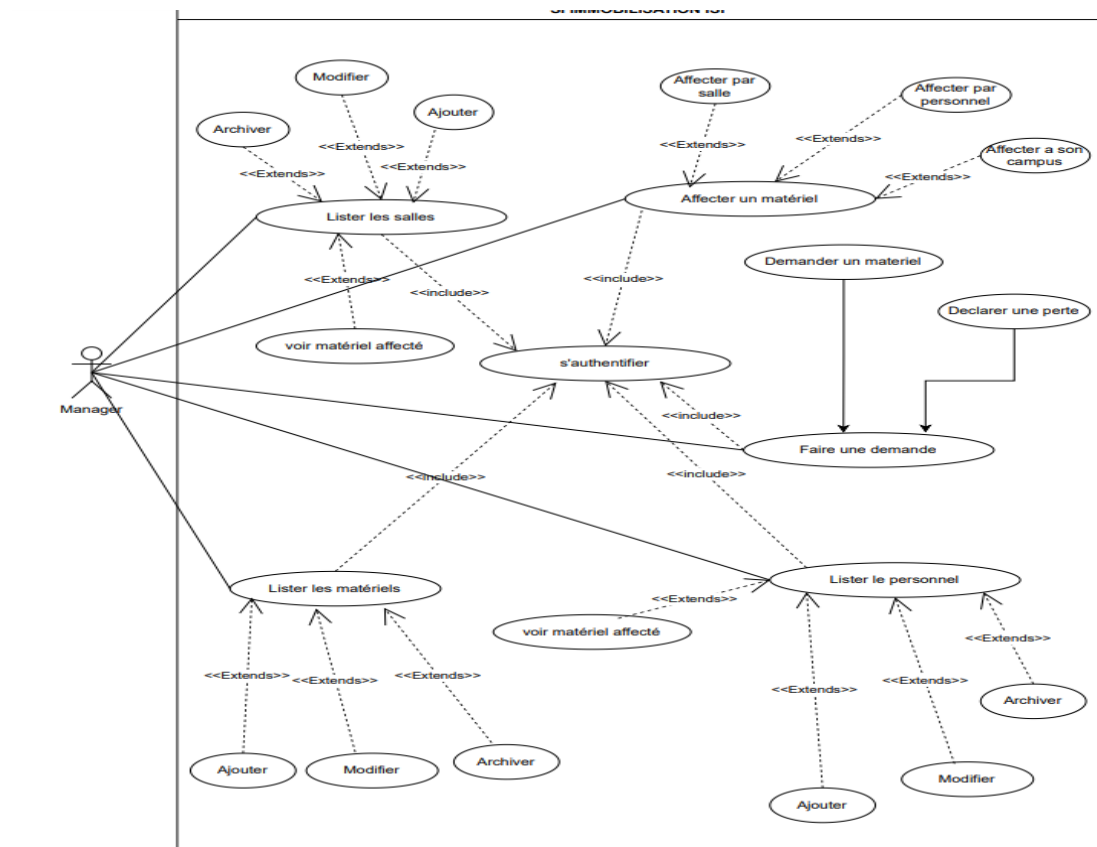 SI IMMOBILISATION ISI
Modifier
Affecter par
salle
Affecter par
personnel
Ajouter
Archiver
<<Extends>>
<<Extends>>
<<Extends>>
<<Extends>>
<<Extends>>
<<Extends>>
Affecter a son
campus
Lister les salles
Affecter un matériel
Demander un materiel
<<Extends>>
<<include>>
<<include>>
Declarer une perte
voir matériel affecté
s'authentifier
Manager
<<include>>
Faire une demande
<<include>>
<<include>>
Lister les matériels
Lister le personnel
<<Extends>>
voir matériel affecté
<<Extends>>
<<Extends>>
<<Extends>>
<<Extends>>
<<Extends>>
<<Extends>>
Archiver
Ajouter
Modifier
Archiver
Modifier
Ajouter